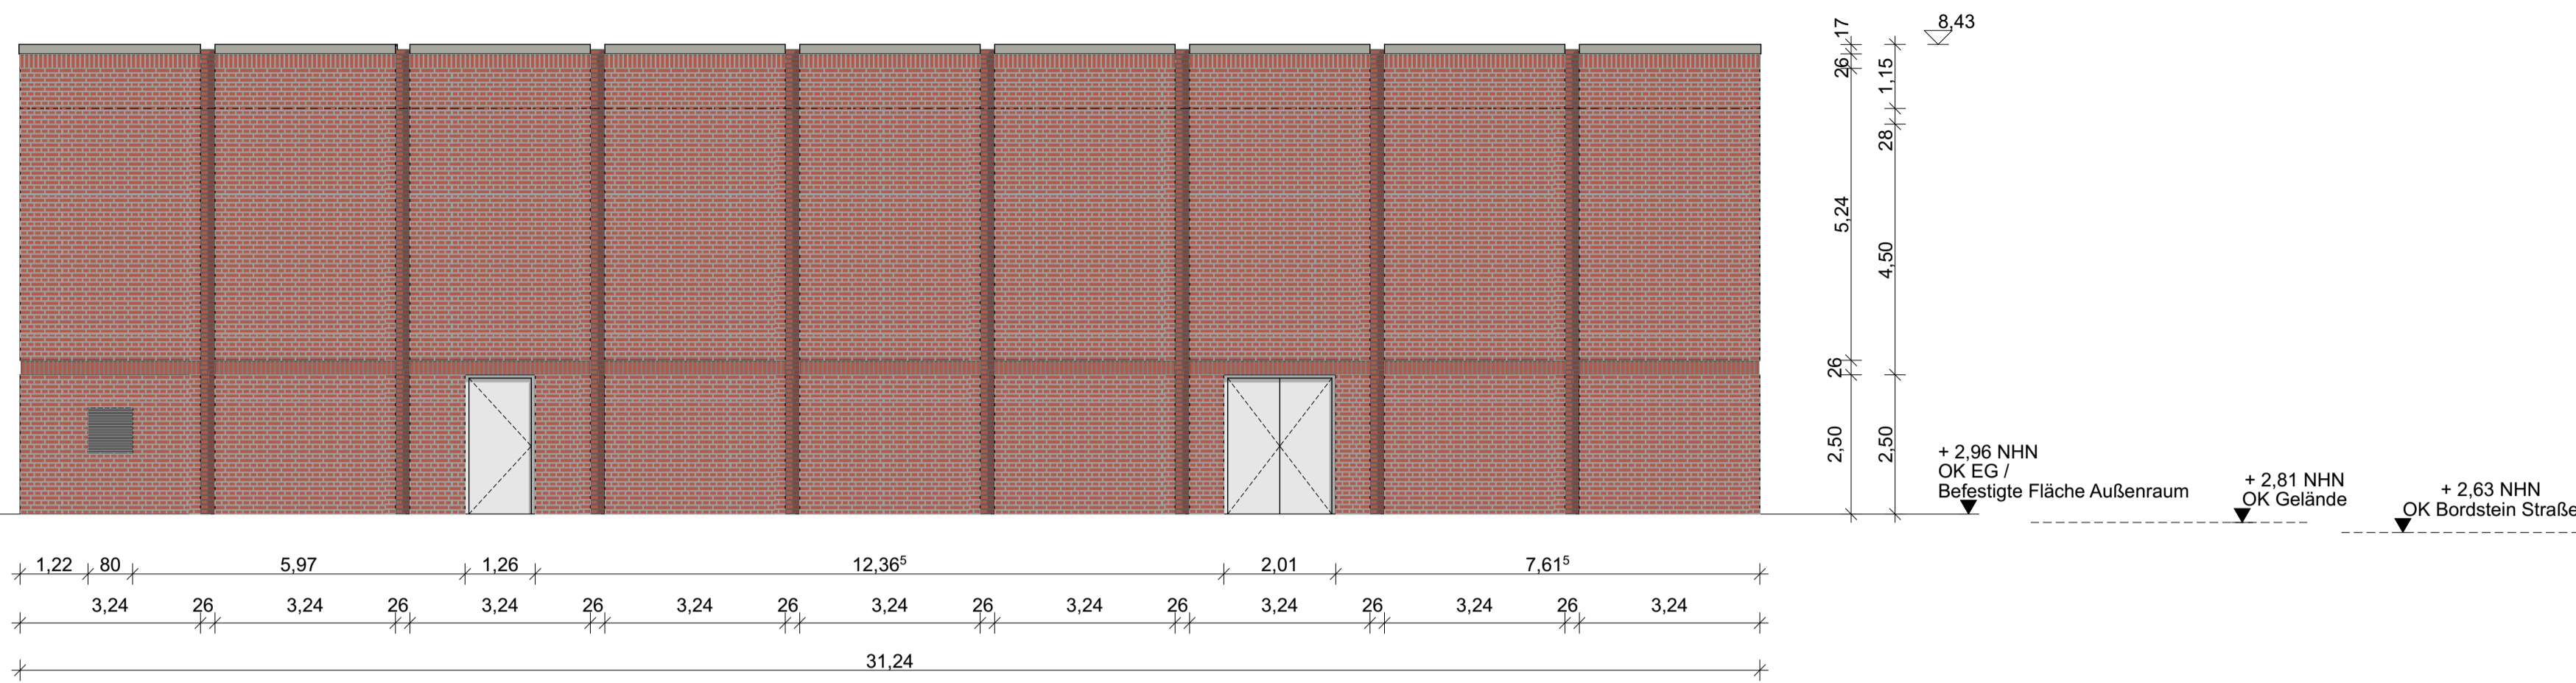 17
8,43
26
1,15
28
5,24
4,50
26
2,50
2,50
+ 2,96 NHN
OK EG /
Befestigte Fläche Außenraum
+ 2,81 NHN
OK Gelände
+ 2,63 NHN
OK Bordstein Straße
1,22 80 5,97 1,26 12,36⁵ 2,01 7,61⁵
3,24 26 3,24 26 3,24 26 3,24 26 3,24 26 3,24 26 3,24 26 3,24 26 3,24
31,24